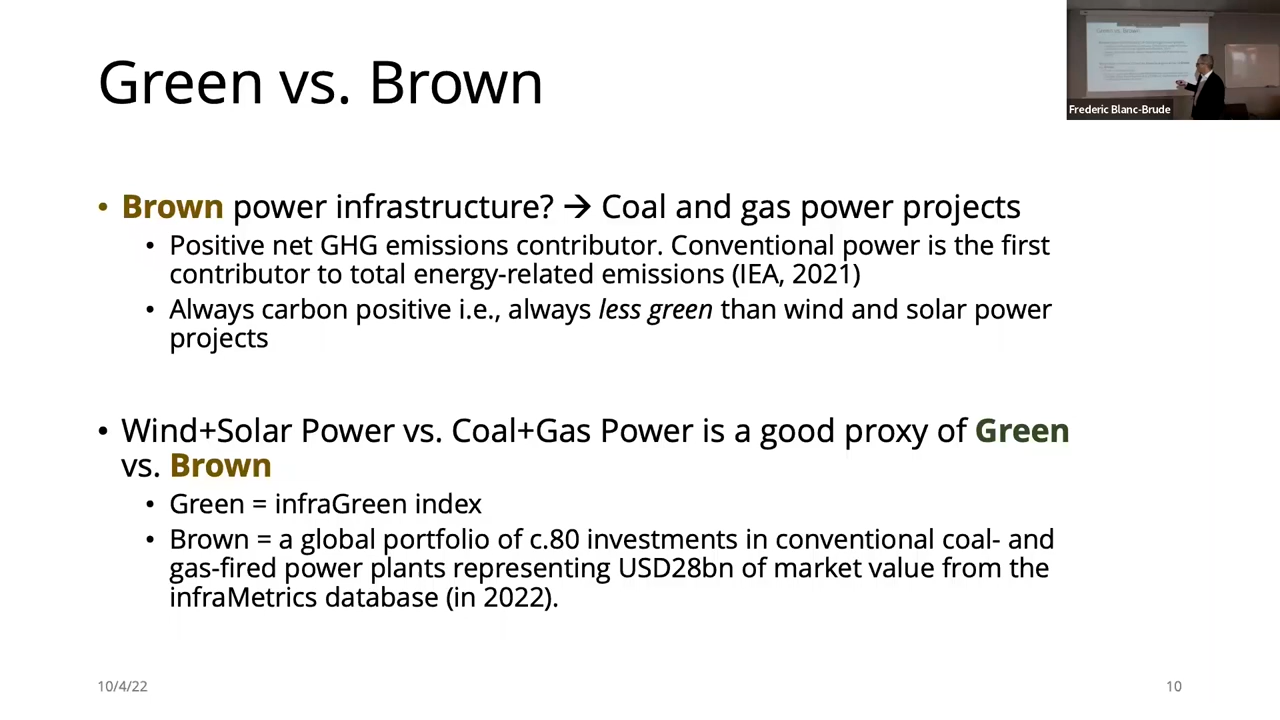 Green vs. Brown
Frederic Blanc-Brude
• Brown power infrastructure? → Coal and gas power projects
• Positive net GHG emissions contributor. Conventional power is the first
contributor to total energy-related emissions (IEA, 2021)
• Always carbon positive i.e., always less green than wind and solar power
projects
• Wind+Solar Power vs. Coal+Gas Power is a good proxy of Green
vs. Brown
• Green = infraGreen index
• Brown = a global portfolio of c.80 investments in conventional coal- and
gas-fired power plants representing USD28bn of market value from the
infraMetrics database (in 2022).
10/4/22
10